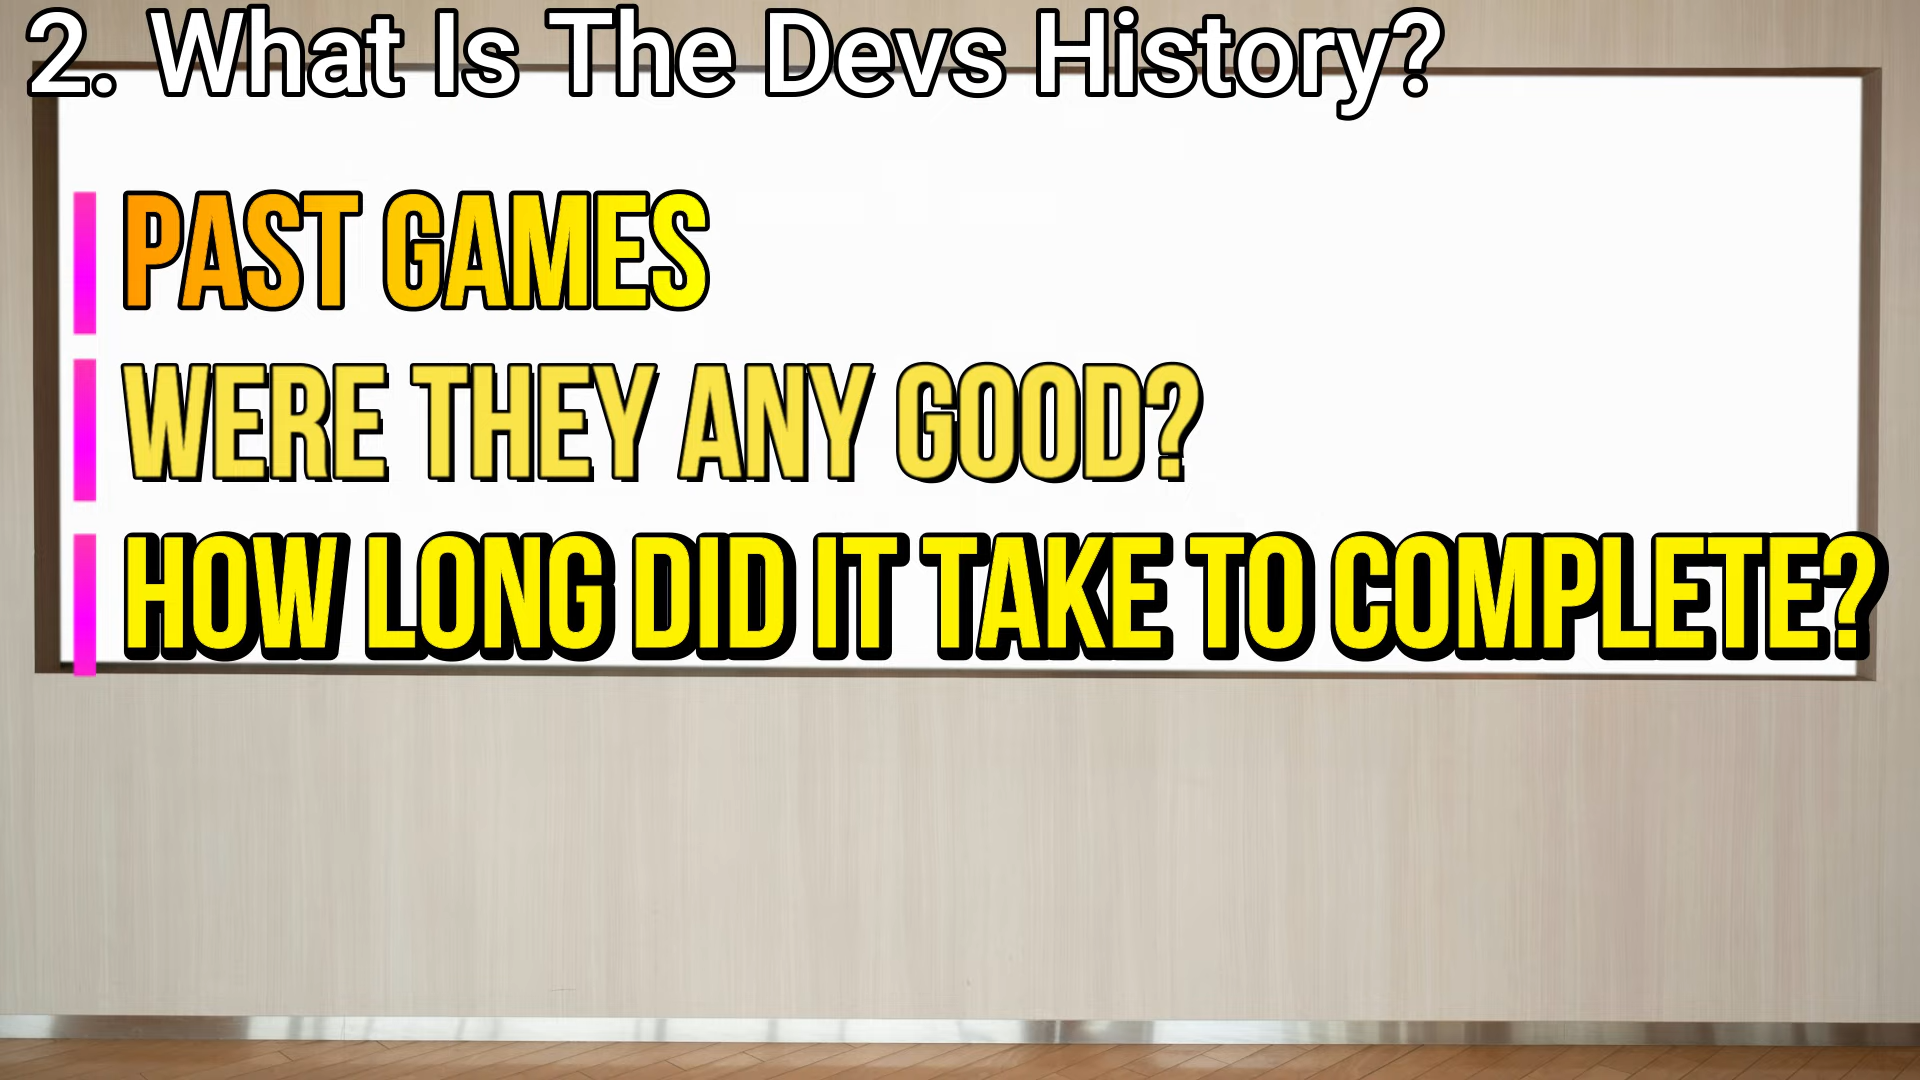 2. What Is The Devs History?
PAST GAMES
WERE THEY ANY GOOD?
HOW LONG DID IT TAKE TO COMPLETE?